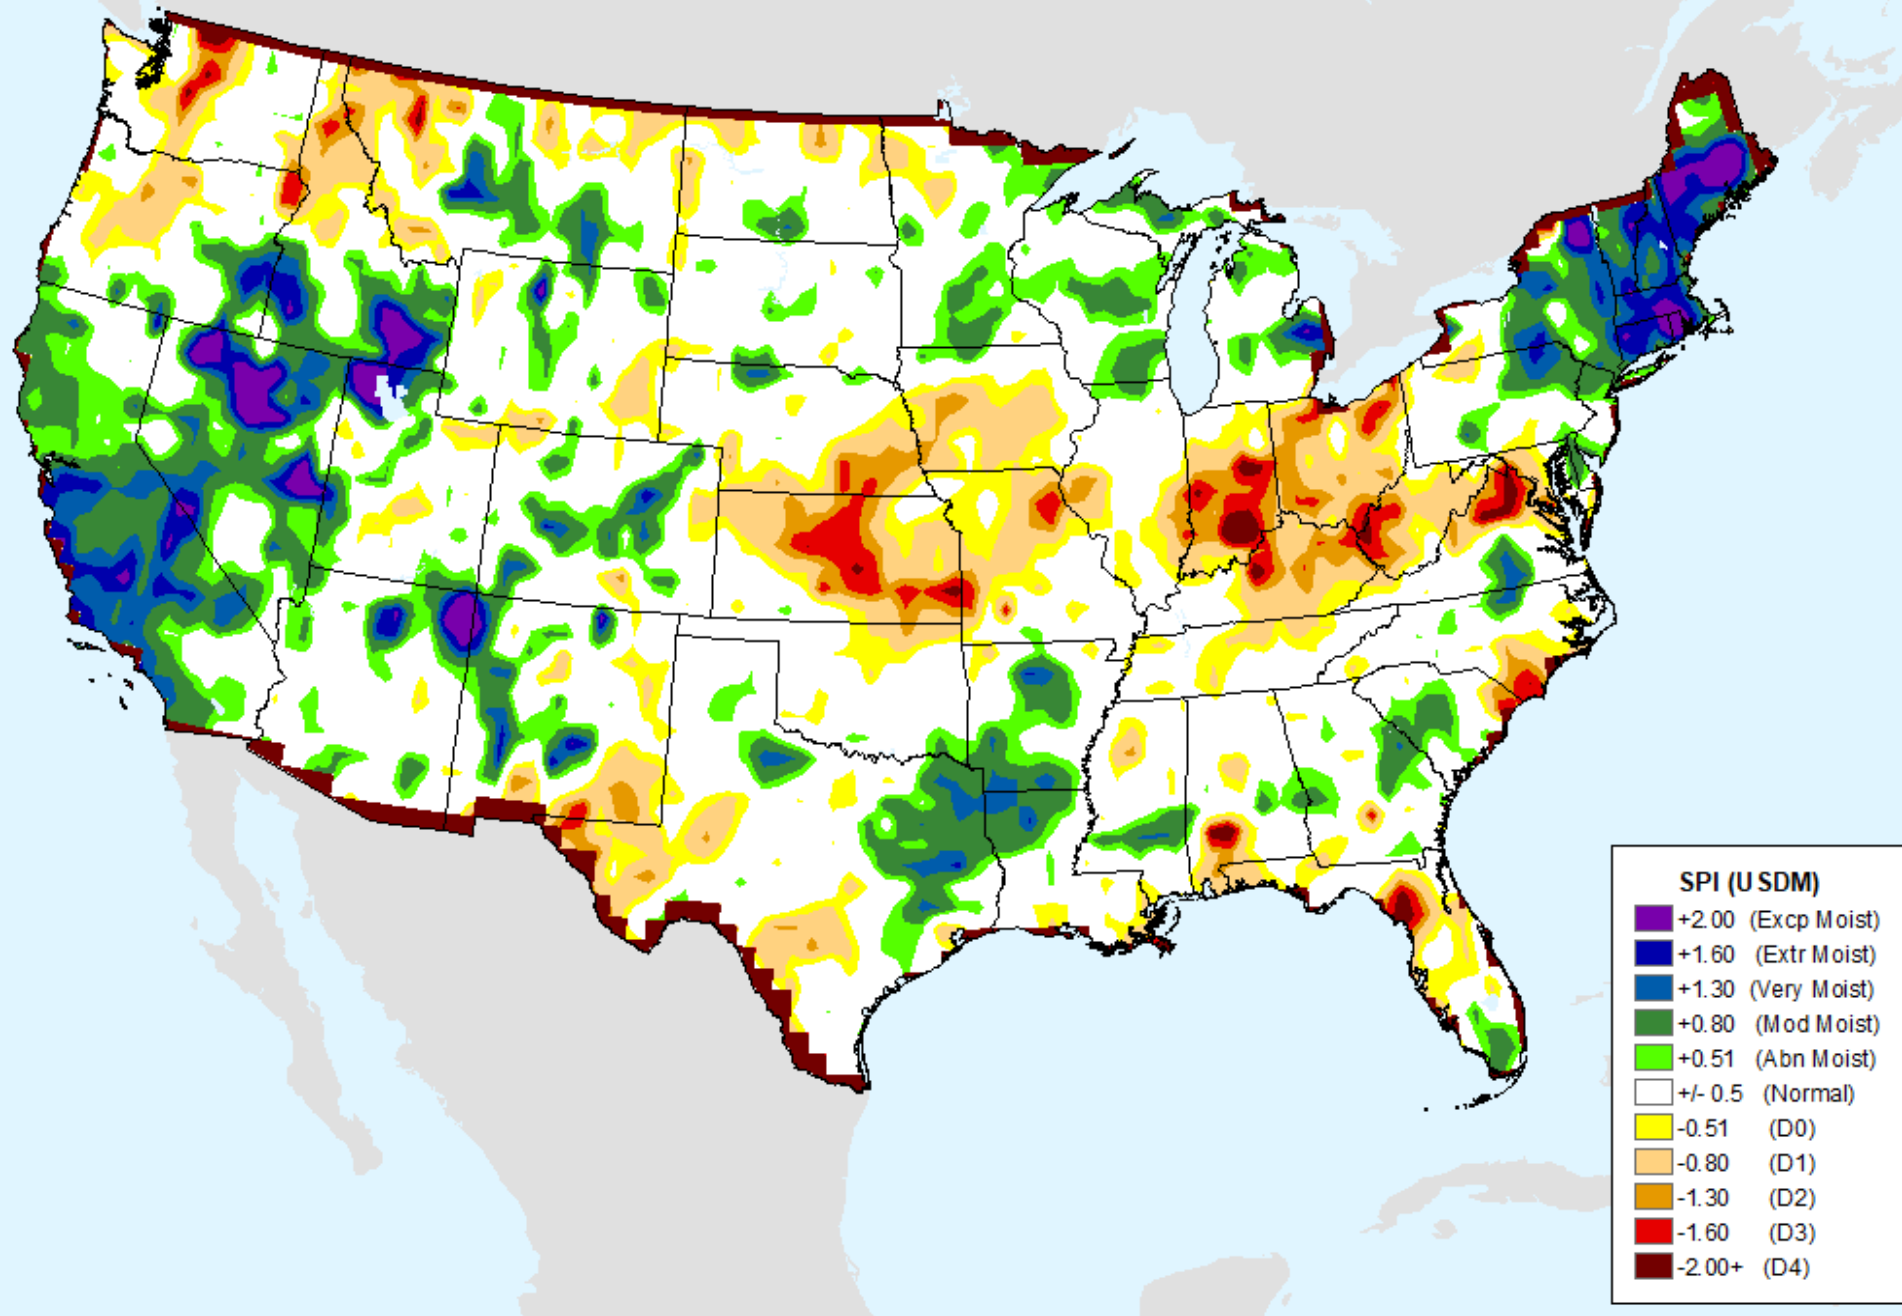 SPI (USDM)
+2.00 (Excp Moist)
+1.60 (Extr Moist)
+1.30 (Very Moist)
+0.80 (Mod Moist)
+0.51 (Abn Moist)
+/- 0.5 (Normal)
-0.51 (D0)
-0.80 (D1)
-1.30 (D2)
-1.60 (D3)
-2.00+ (D4)